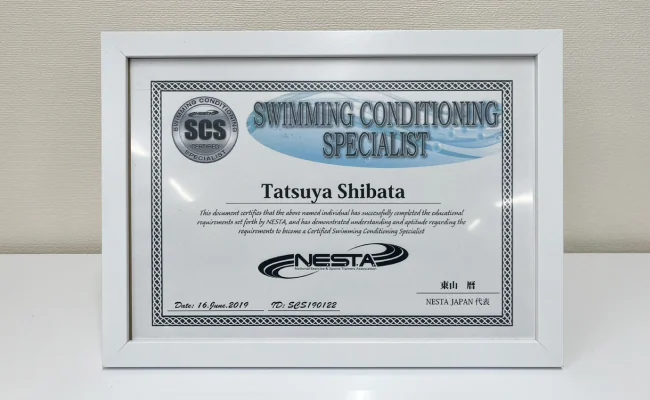 SWIMMING CONDITIONING
SCS
CERTIFIED
SPECIALIST
SWIMMING CONDITIONING
SPECIALIST
Tatsuya Shibata
This document certifies that the above named individual has successfully completed the educational
requirements set forth by NESTA, and has demonstrated understanding and aptitude regarding the
requirements to become a Certified Swimming Conditioning Specialist
NESTA
National Exercise & Sports Trainers Association
東山 暦
Date: 16.June.2019 ID: SCS190122 NESTA JAPAN 代表